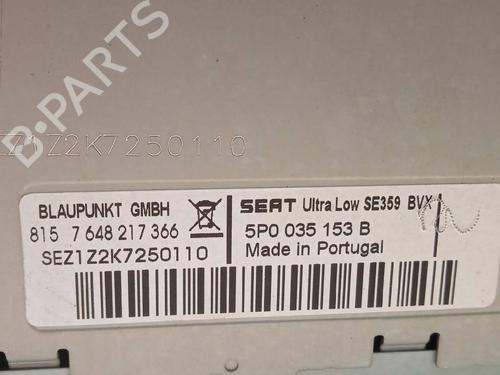 B-PARTS
EZ1Z2K7250110
BLAUPUNKT GMBH
815 7 648 217 366
SEZ1Z2K7250110
SEAT Ultra Low SE359 BVX
5P0 035 153 B
Made in Portugal